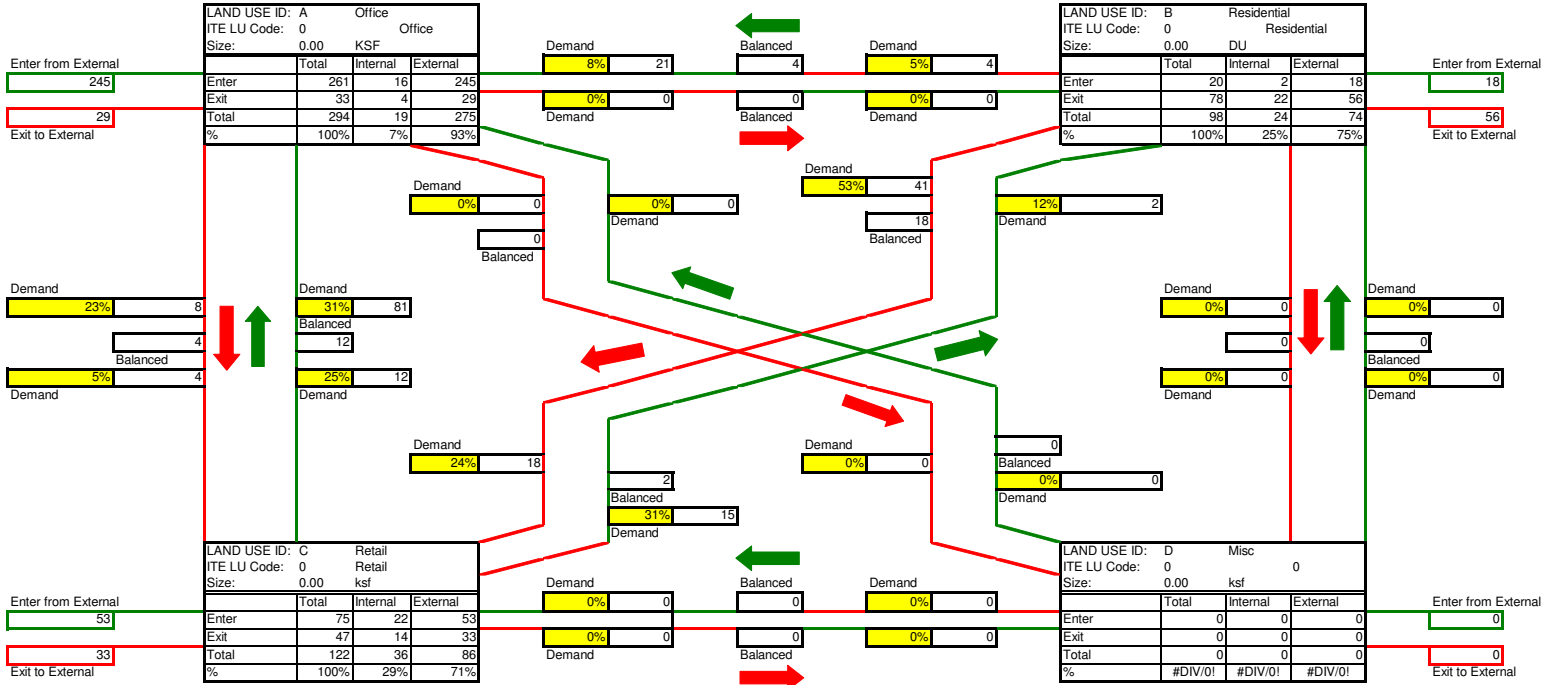 LAND USE ID: A Office
ITE LU Code: 0 Office
Size: 0.00 KSF
Total Internal External
Enter 261 16 245
Exit 33 4 29
Total 294 19 275
% 100% 7% 93%
Enter from External
245
29
Exit to External
Demand Balanced Demand
8% 21 4 5% 4
0% 0 0 0% 0
Demand Balanced Demand
LAND USE ID: B Residential
ITE LU Code: 0 Residential
Size: 0.00 DU
Total Internal External
Enter 20 2 18
Exit 78 22 56
Total 98 24 74
% 100% 25% 75%
Enter from External
18
56
Exit to External
Demand
0% 0
0
Balanced
0% 0
Demand
Demand
53% 41
18
Balanced
12% 2
Demand
Demand
23% 8
4
Balanced
5% 4
Demand
Demand
31% 81
Balanced
12
25% 12
Demand
Demand
0% 0
0
0% 0
Demand
Demand
0% 0
0
Balanced
0% 0
Demand
Demand
24% 18
2
Balanced
31% 15
Demand
Demand
0% 0
0
Balanced
0% 0
Demand
LAND USE ID: C Retail
ITE LU Code: 0 Retail
Size: 0.00 ksf
Total Internal External
Enter 75 22 53
Exit 47 14 33
Total 122 36 86
% 100% 29% 71%
Enter from External
53
33
Exit to External
Demand Balanced Demand
0% 0 0 0% 0
0% 0 0 0% 0
Demand Balanced Demand
LAND USE ID: D Misc
ITE LU Code: 0 0
Size: 0.00 ksf
Total Internal External
Enter 0 0 0
Exit 0 0 0
Total 0 0 0
% #DIV/0! #DIV/0! #DIV/0!
Enter from External
0
0
Exit to External